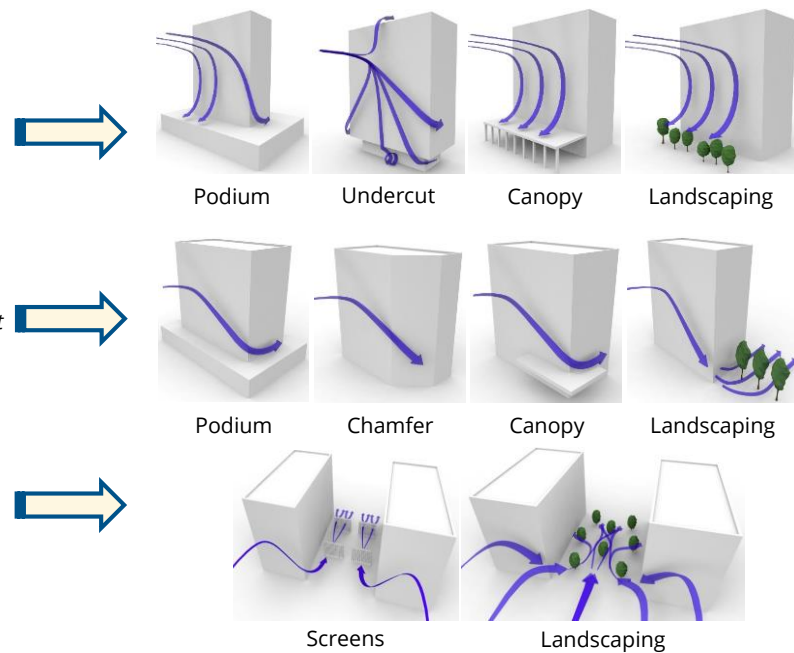 Podium Undercut Canopy Landscaping
t
Podium Chamfer Canopy Landscaping
Screens Landscaping